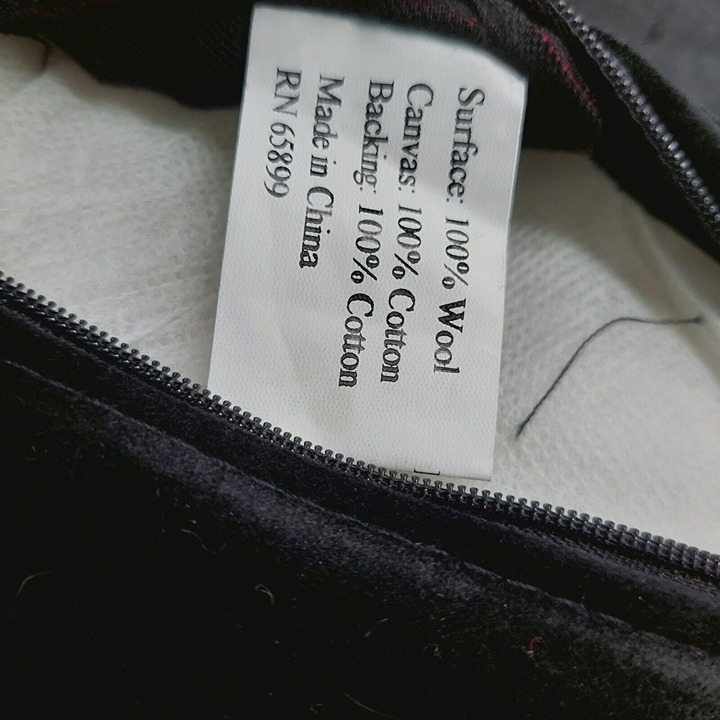 Surface: 100% Wool
Canvas: 100% Cotton
Backing: 100% Cotton
Made in China
RN 65899